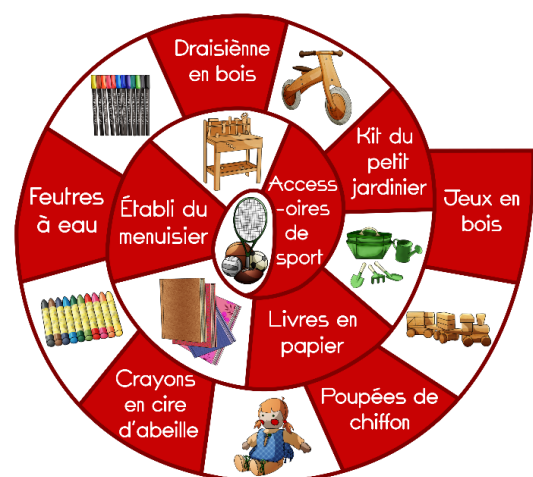 Draisiènne
en bois
Kit du
petit
jardinier
Jeux en
bois
Feutres
à eau
Établi du
menuisier
Access
-oires de
sport
Livres en
papier
Crayons
en cire
d'abeille
Poupées de
chiffon